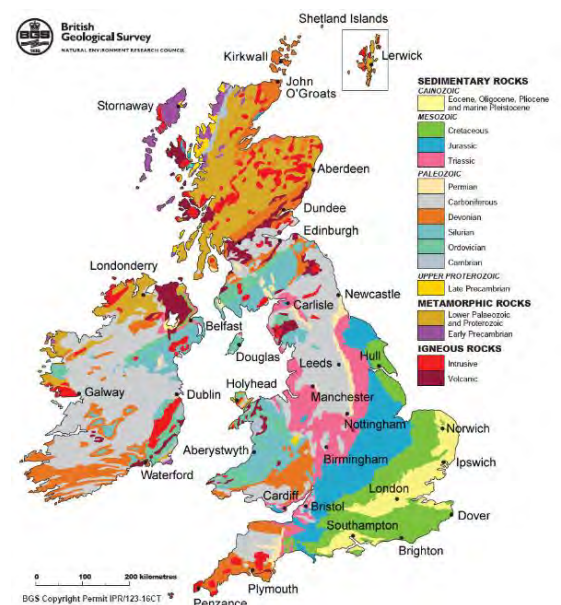 BGS
1835
British
Geological Survey
NATURAL ENVIRONMENT RESEARCH COUNCIL
Shetland Islands
Kirkwall
Lerwick
John
O'Groats
Stornaway
Aberdeen
Dundee
Edinburgh
Londonderry
Newcastle
Carlisle
Belfast
Douglas
Leeds
Hull
Galway
Dublin
Holyhead
Manchester
Nottingham
Norwich
Aberystwyth
Birmingham
Ipswich
Waterford
London
Cardiff
Bristol
Dover
Southampton
Brighton
Plymouth
Penzance
SEDIMENTARY ROCKS
CAINOZOIC
Eocene, Oligocene, Pliocene
and marine Pleistocene
MESOZOIC
Cretaceous
Jurassic
Triassic
PALEOZOIC
Permian
Carboniferous
Devonian
Silurian
Ordovician
Cambrian
UPPER PROTEROZOIC
Late Precambrian
METAMORPHIC ROCKS
Lower Palaeozoic
and Proterozoic
Early Precambrian
IGNEOUS ROCKS
Intrusive
Volcanic
0 100 200 kilometres
BGS Copyright Permit IPR/123-16CT